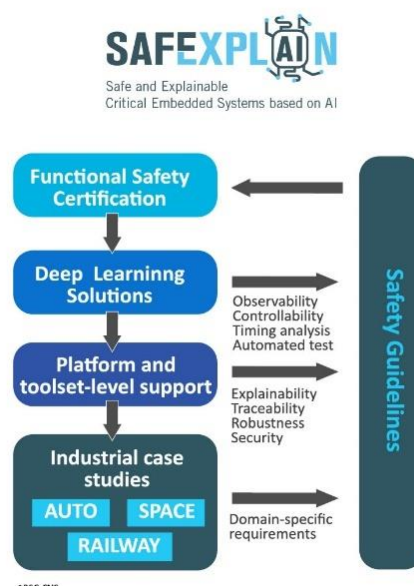 SAFEXPLAIN
Safe and Explainable
Critical Embedded Systems based on AI
Functional Safety
Certification
Deep Learninng
Solutions
Observability
Controllability
Timing analysis
Automated test
Platform and
toolset-level support
Explainability
Traceability
Robustness
Security
Industrial case
studies
AUTO
SPACE
RAILWAY
Domain-specific
requirements
Safety Guidelines